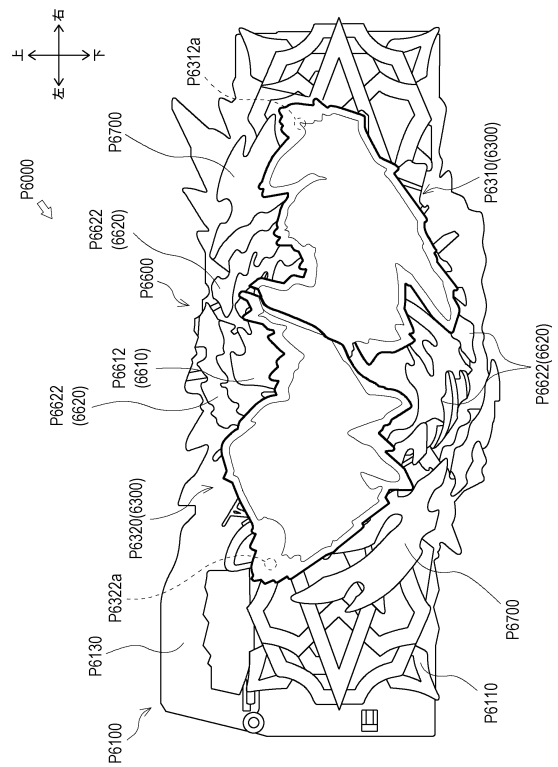 右
上
下
左
P6312a
P6700
P6000
P6310(6300)
P6622
(6620)
P6600
P6612
(6610)
P6622
(6620)
P6622(6620)
P6320(6300)
P6322a
P6130
P6700
P6110
P6100